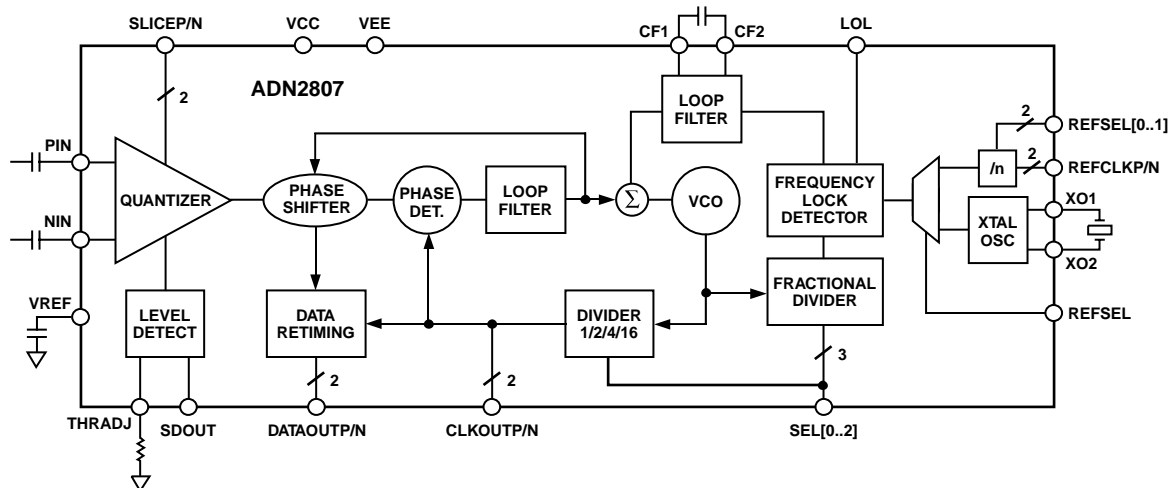 SLICEP/N
VCC
VEE
CF1
CF2
LOL
ADN2807
2
LOOP
FILTER
2
REFSEL[0..1]
PIN
/n
2
REFCLKP/N
QUANTIZER
PHASE
SHIFTER
PHASE
DET.
LOOP
FILTER
Σ
VCO
FREQUENCY
LOCK
DETECTOR
XTAL
OSC
XO1
NIN
XO2
VREF
LEVEL
DETECT
DATA
RETIMING
DIVIDER
1/2/4/16
FRACTIONAL
DIVIDER
REFSEL
2
2
3
THRADJ
SDOUT
DATAOUTP/N
CLKOUTP/N
SEL[0..2]